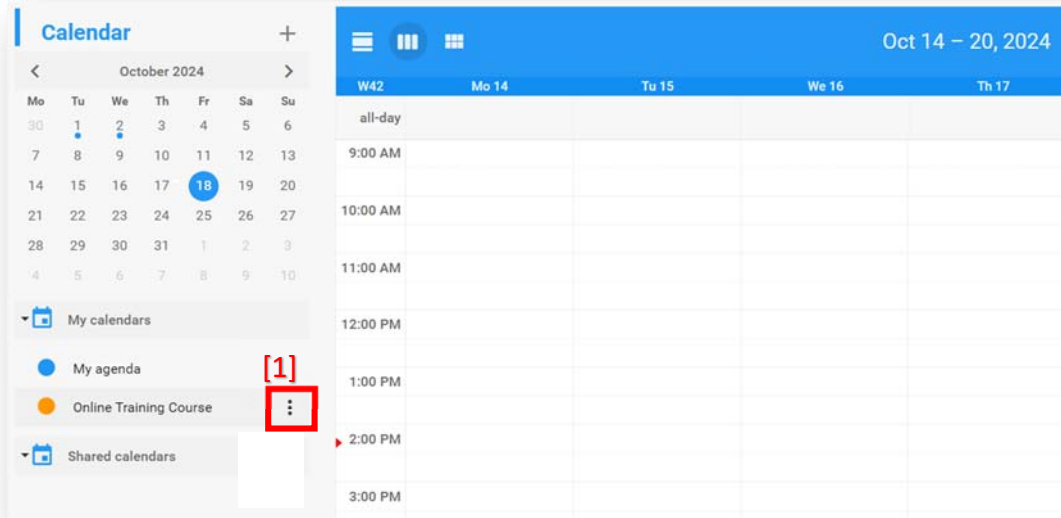 Calendar
+
October 2024
Mo Tu We Th Fr Sa Su
30 1 2 3 4 5 6
7 8 9 10 11 12 13
14 15 16 17 18 19 20
21 22 23 24 25 26 27
28 29 30 31 1 2 3
4 5 6 7 8 9 10
My calendars
My agenda
[1]
Online Training Course
Shared calendars
Oct 14 – 20, 2024
W42 Mo 14 Tu 15 We 16 Th 17
all-day
9:00 AM
10:00 AM
11:00 AM
12:00 PM
1:00 PM
2:00 PM
3:00 PM